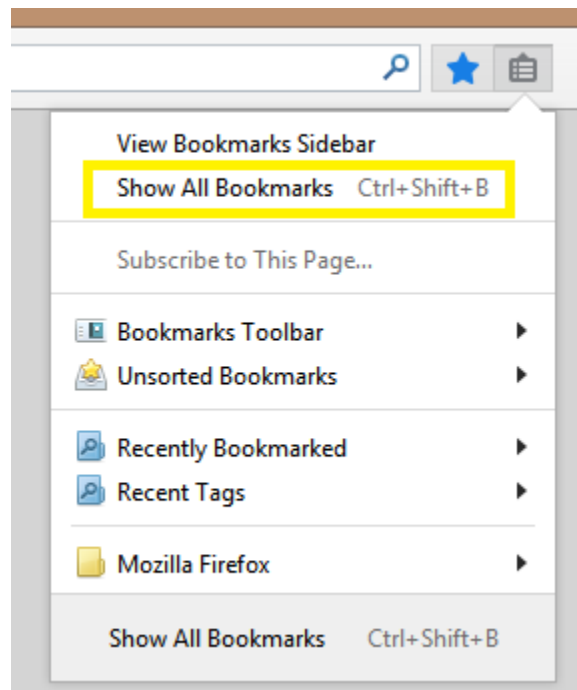 View Bookmarks Sidebar
Show All Bookmarks Ctrl+Shift+B
Subscribe to This Page...
Bookmarks Toolbar
Unsorted Bookmarks
Recently Bookmarked
Recent Tags
Mozilla Firefox
Show All Bookmarks Ctrl+Shift+B